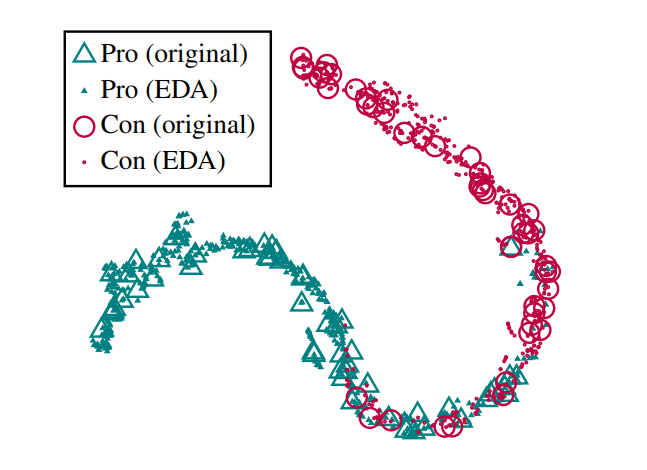 Pro (original)
Pro (EDA)
Con (original)
Con (EDA)